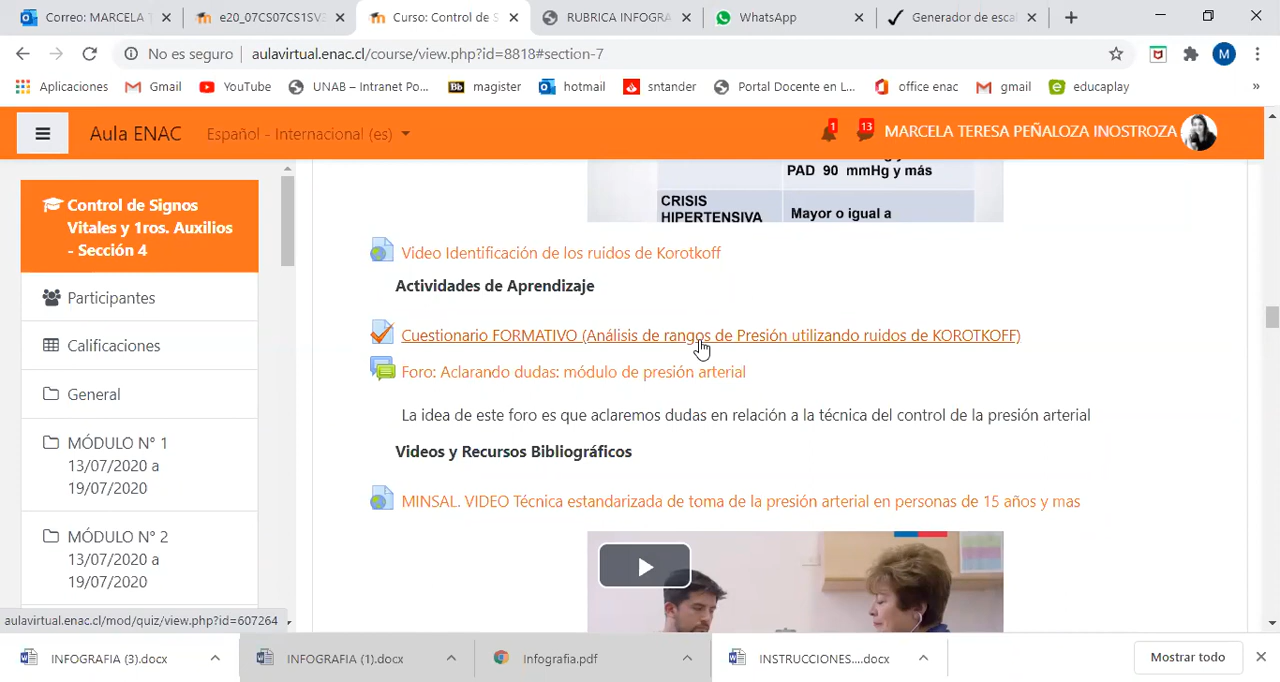 Correo: MARCELA T
e20_07CS07CS1SV3
Curso: Control de S
RUBRICA INFOGRA
WhatsApp
Generador de esca
No es seguro
aulavirtual.enac.cl/course/view.php?id=8818#section-7
M
Aplicaciones
Gmail
YouTube
UNAB – Intranet Po...
Bb magister
hotmail
sntander
Portal Docente en L...
office enac
gmail
educaplay
»
Aula ENAC
Español - Internacional (es)
1
13
MARCELA TERESA PEÑALOZA INOSTROZA
Control de Signos
Vitales y 1ros. Auxilios
- Sección 4
Participantes
Calificaciones
General
MÓDULO N° 1
13/07/2020 a
19/07/2020
MÓDULO N° 2
13/07/2020 a
19/07/2020
PAD 90 mmHg y más
CRISIS
HIPERTENSIVA
Mayor o igual a
Video Identificación de los ruidos de Korotkoff
Actividades de Aprendizaje
Cuestionario FORMATIVO (Análisis de rangos de Presión utilizando ruidos de KOROTKOFF)
Foro: Aclarando dudas: módulo de presión arterial
La idea de este foro es que aclaremos dudas en relación a la técnica del control de la presión arterial
Videos y Recursos Bibliográficos
MINSAL. VIDEO Técnica estandarizada de toma de la presión arterial en personas de 15 años y mas
aulavirtual.enac.cl/mod/quiz/view.php?id=607264
INFOGRAFIA (3).docx
INFOGRAFIA (1).docx
Infografia.pdf
INSTRUCCIONES....docx
Mostrar todo